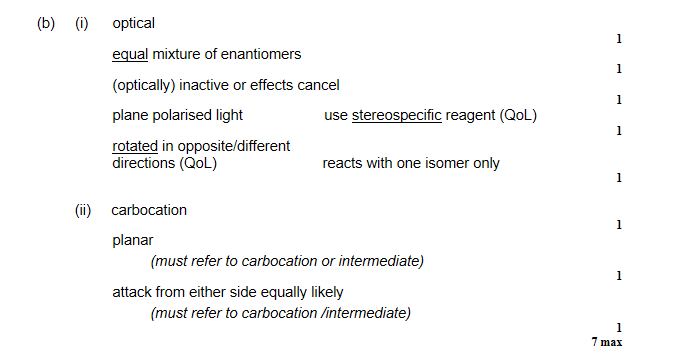 (b) (i) optical
1
equal mixture of enantiomers
1
(optically) inactive or effects cancel
1
plane polarised light use stereospecific reagent (QoL)
1
rotated in opposite/different
directions (QoL) reacts with one isomer only
1
(ii) carbocation
1
planar
(must refer to carbocation or intermediate)
1
attack from either side equally likely
(must refer to carbocation /intermediate)
1
7 max